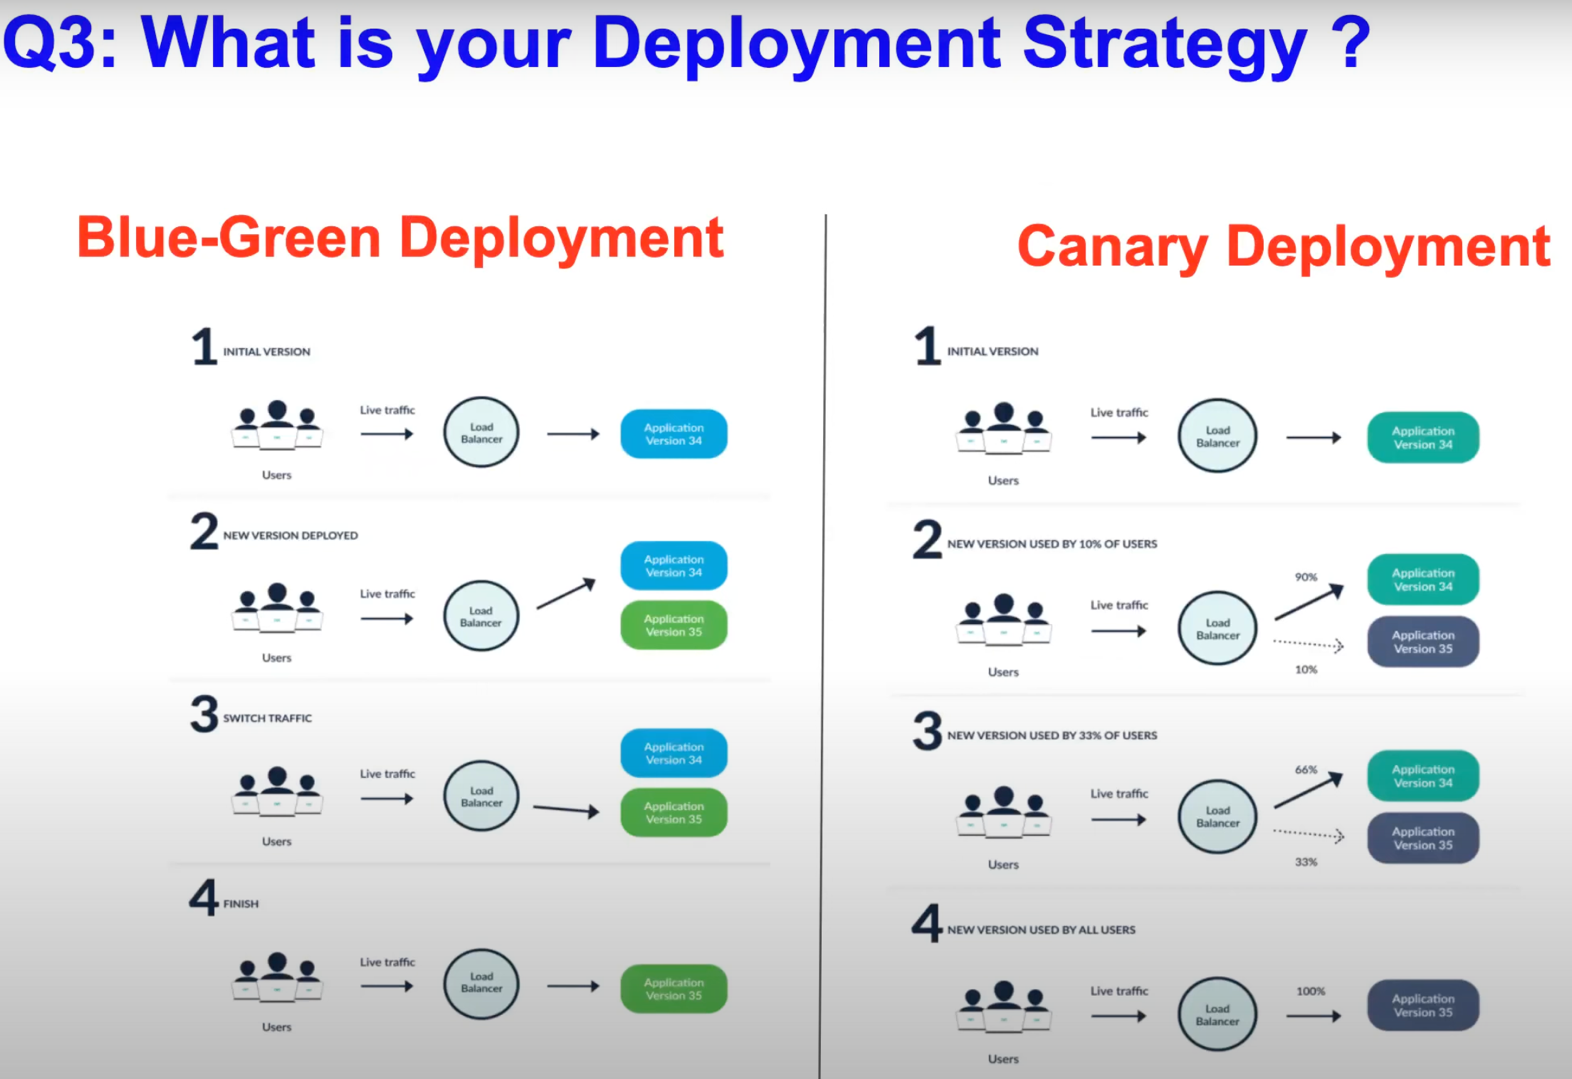 Q3: What is your Deployment Strategy ?
Blue-Green Deployment
1 INITIAL VERSION
Live traffic
Load
Balancer
Application
Version 34
Users
2 NEW VERSION DEPLOYED
Live traffic
Load
Balancer
Application
Version 34
Application
Version 35
Users
3 SWITCH TRAFFIC
Live traffic
Load
Balancer
Application
Version 34
Application
Version 35
Users
4 FINISH
Live traffic
Load
Balancer
Application
Version 35
Users
Canary Deployment
1 INITIAL VERSION
Live traffic
Load
Balancer
Application
Version 34
Users
2 NEW VERSION USED BY 10% OF USERS
Live traffic
Load
Balancer
90%
Application
Version 34
Application
Version 35
10%
Users
3 NEW VERSION USED BY 33% OF USERS
Live traffic
Load
Balancer
66%
Application
Version 34
Application
Version 35
33%
Users
4 NEW VERSION USED BY ALL USERS
Live traffic
Load
Balancer
100%
Application
Version 35
Users